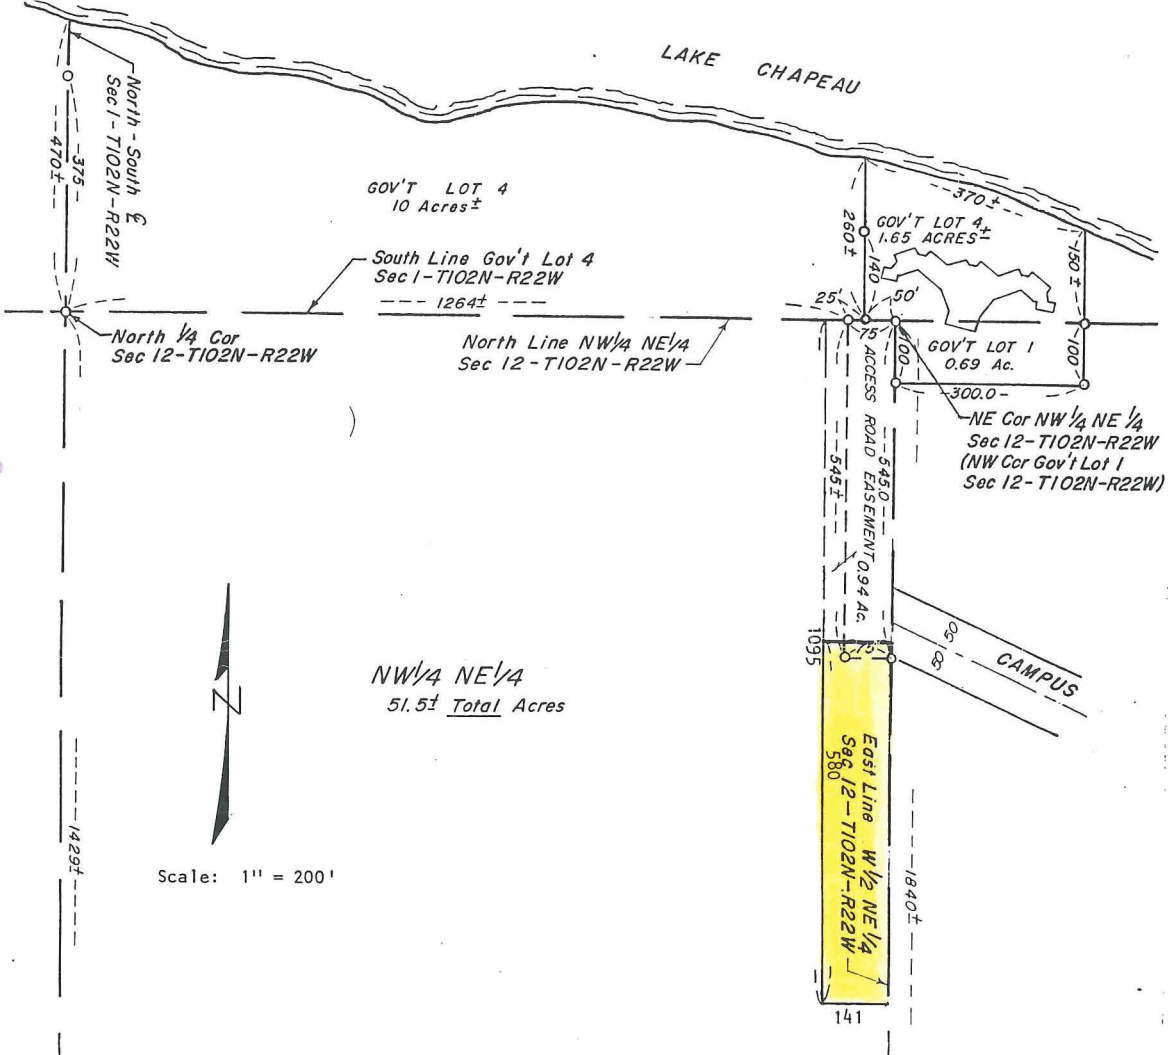 LAKE CHAPEAU
North-South ℄
Sec 1-T102N-R22W
375
470±
GOV'T LOT 4
10 Acres±
370±
GOV'T LOT 4
1.65 ACRES±
260±
140
150±
South Line Gov't Lot 4
Sec 1-T102N-R22W
1264±
25'
50'
75
North 1/4 Cor
Sec 12-T102N-R22W
North Line NW1/4 NE1/4
Sec 12-T102N-R22W
100
GOV'T LOT 1
0.69 Ac.
100
300.0
NE Cor NW 1/4 NE 1/4
Sec 12-T102N-R22W
(NW Cor Gov't Lot 1
Sec 12-T102N-R22W)
ACCESS ROAD EASEMENT 0.94 Ac.
545.0
545±
50
50
CAMPUS
1095
75
NW1/4 NE1/4
51.5± Total Acres
N
East Line W1/2 NE 1/4
Sec 12-T102N-R22W
580
1429±
1840±
Scale: 1" = 200'
141